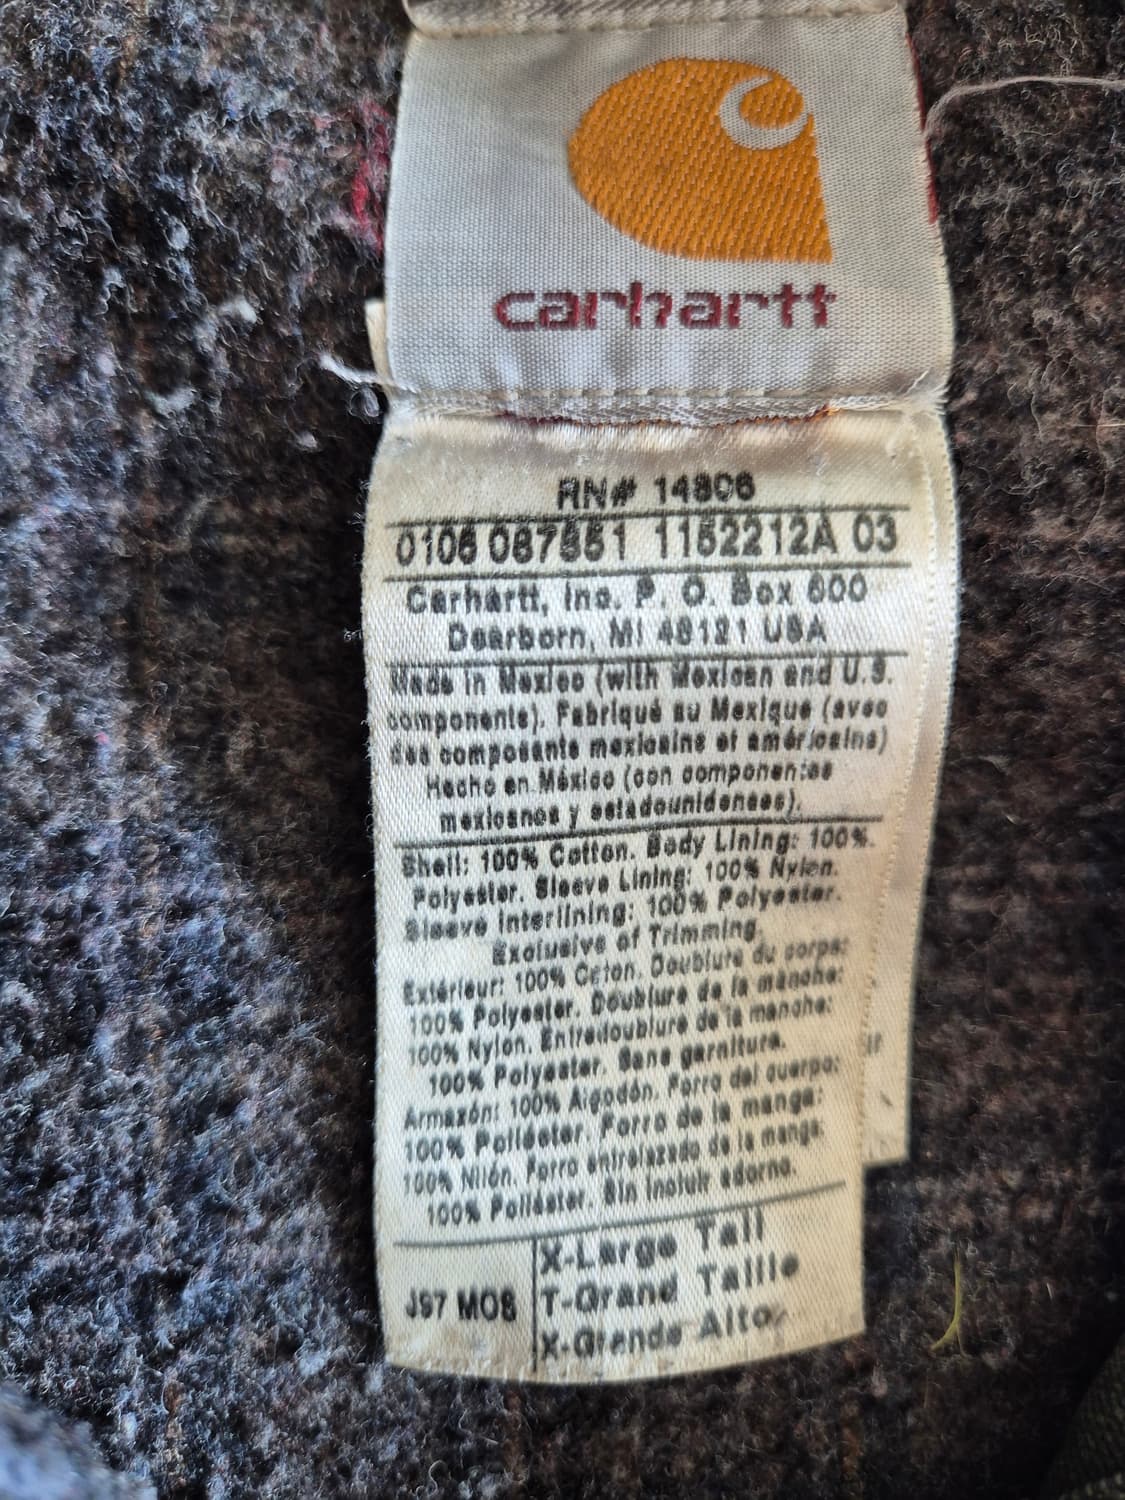 carhartt
RN# 14806
0106 087851 1152212A 03
Carhartt, Inc. P. O. Box 600
Dearborn, MI 48121 USA
Made in Mexico (with Mexican and U.S.
components). Fabriqué au Mexique (avec
des composants mexicains et américains)
Hecho en México (con componentes
mexicanos y estadounidenses).
Shell: 100% Cotton. Body Lining: 100%
Polyester. Sleeve Lining: 100% Nylon.
Sleeve Interlining: 100% Polyester.
Exclusive of Trimming.
Extérieur: 100% Coton. Doublure du corps:
100% Polyester. Doublure de la manche:
100% Nylon. Entredoublure de la manche:
100% Polyester. Sans garniture.
Armazón: 100% Algodón. Forro del cuerpo:
100% Poliéster. Forro de la manga:
100% Nilón. Forro entrelazado de la manga:
100% Poliéster. Sin incluir adorno.
J97 MOS
X-Large Tall
T-Grand Taille
X-Grande Alto